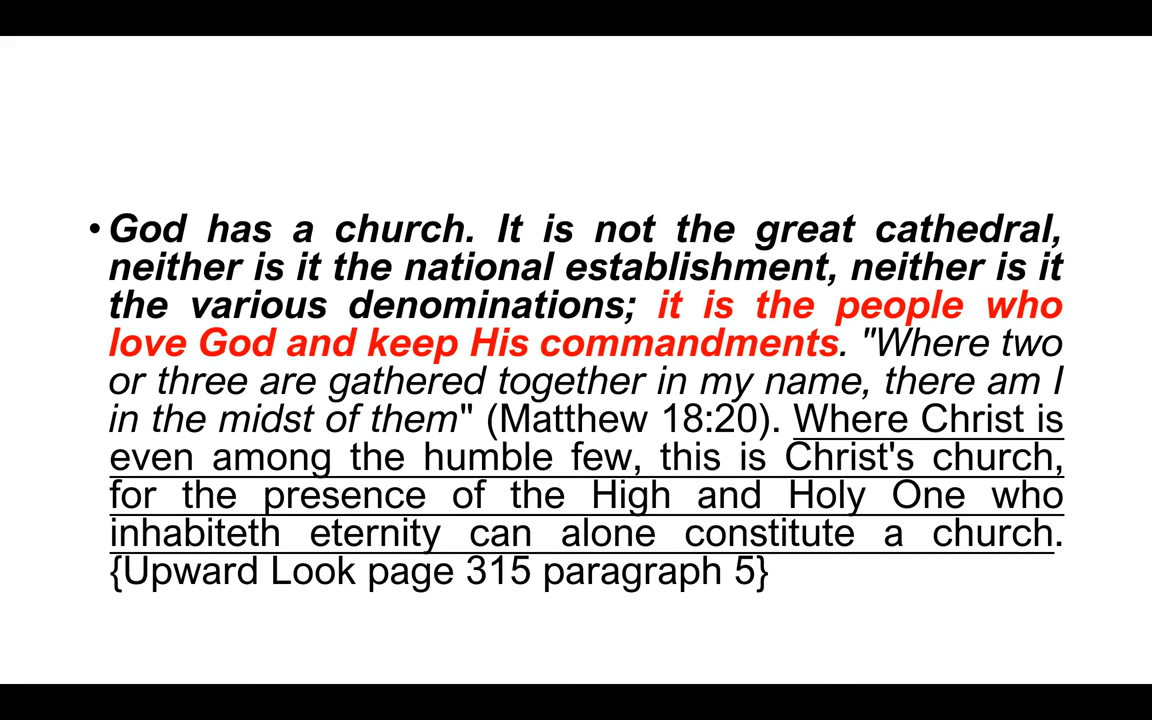 • God has a church. It is not the great cathedral,
neither is it the national establishment, neither is it
the various denominations; it is the people who
love God and keep His commandments. "Where two
or three are gathered together in my name, there am I
in the midst of them" (Matthew 18:20). Where Christ is
even among the humble few, this is Christ's church,
for the presence of the High and Holy One who
inhabiteth eternity can alone constitute a church.
{Upward Look page 315 paragraph 5}